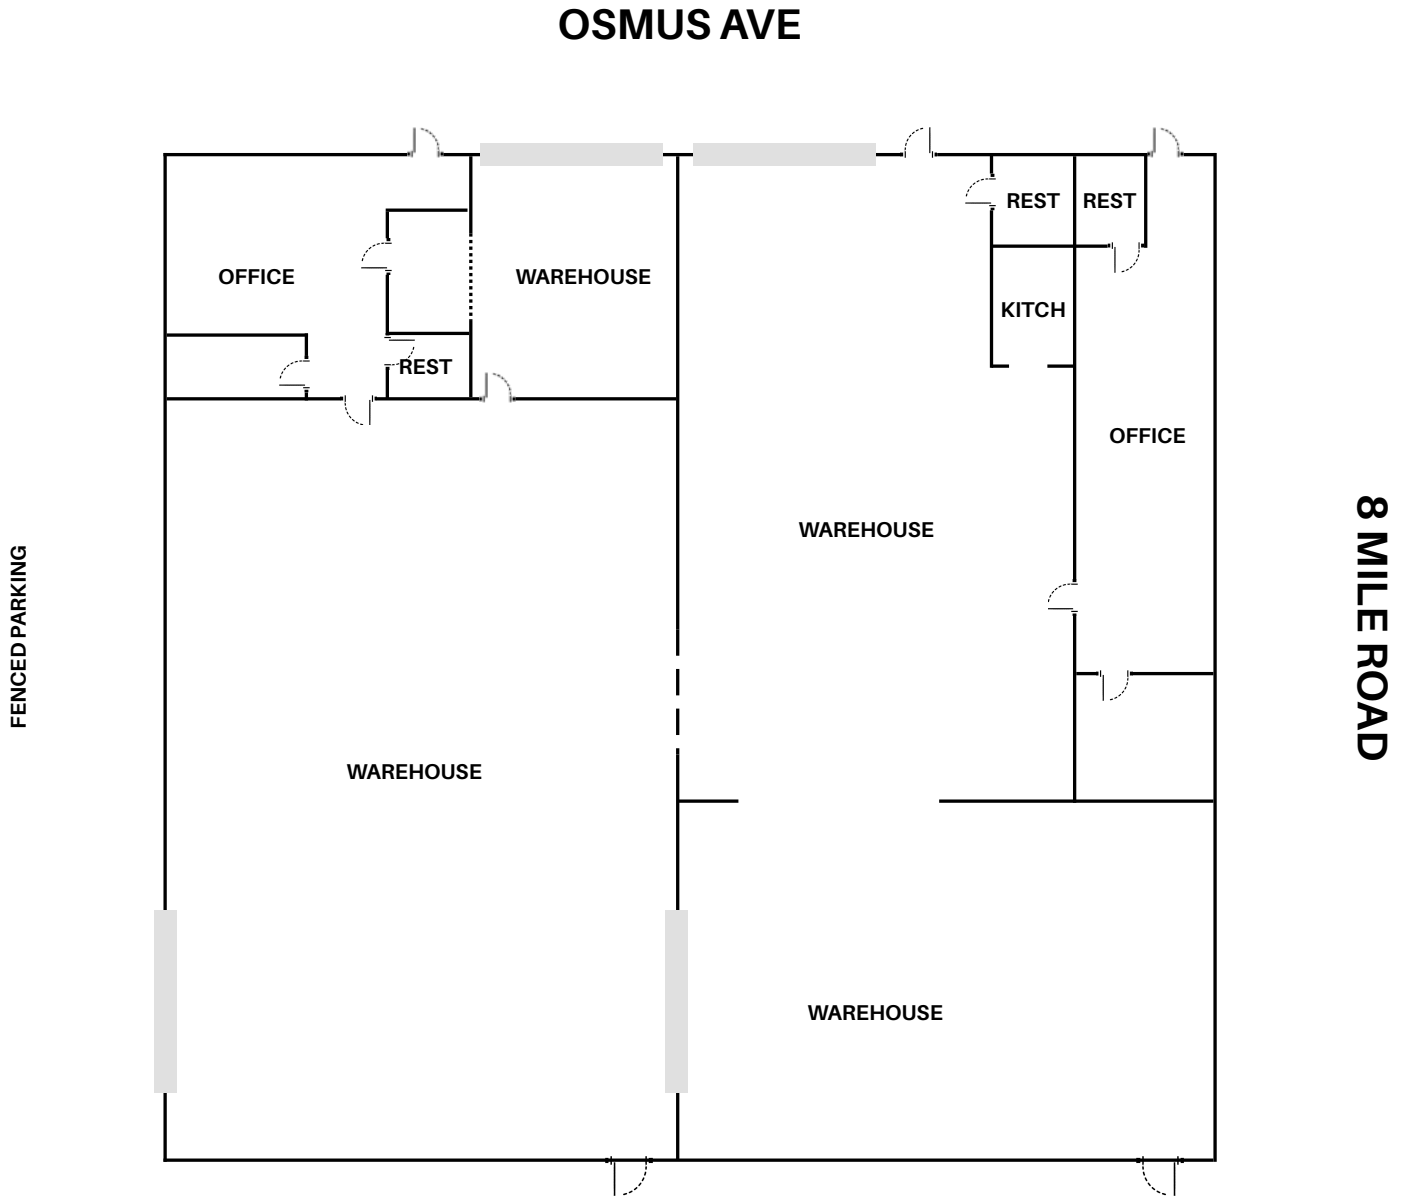 OSMUS AVE
REST
REST
OFFICE
WAREHOUSE
KITCH
REST
OFFICE
WAREHOUSE
8 MILE ROAD
FENCED PARKING
WAREHOUSE
WAREHOUSE